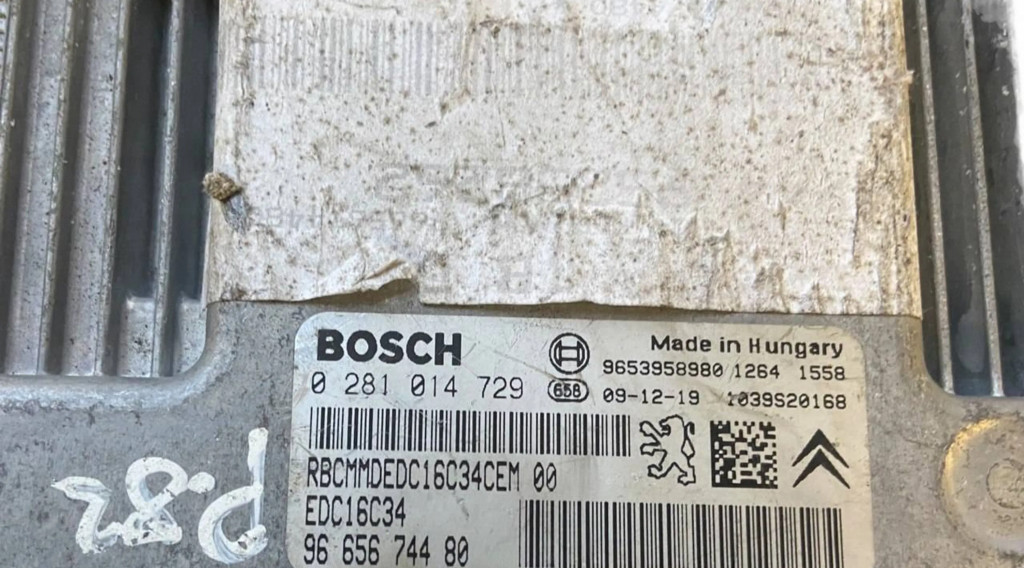 BOSCH
Made in Hungary
9653958980 1264 1558
0 281 014 729
658 09-12-19 1039S20168
RBCMMDEDC16C34CEM 00
EDC16C34
96 656 744 80